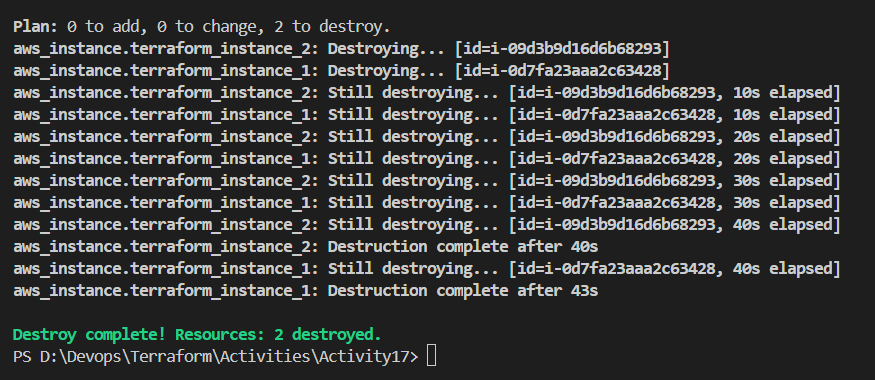 Plan: 0 to add, 0 to change, 2 to destroy.
aws_instance.terraform_instance_2: Destroying... [id=i-09d3b9d16d6b68293]
aws_instance.terraform_instance_1: Destroying... [id=i-0d7fa23aaa2c63428]
aws_instance.terraform_instance_2: Still destroying... [id=i-09d3b9d16d6b68293, 10s elapsed]
aws_instance.terraform_instance_1: Still destroying... [id=i-0d7fa23aaa2c63428, 10s elapsed]
aws_instance.terraform_instance_2: Still destroying... [id=i-09d3b9d16d6b68293, 20s elapsed]
aws_instance.terraform_instance_1: Still destroying... [id=i-0d7fa23aaa2c63428, 20s elapsed]
aws_instance.terraform_instance_2: Still destroying... [id=i-09d3b9d16d6b68293, 30s elapsed]
aws_instance.terraform_instance_1: Still destroying... [id=i-0d7fa23aaa2c63428, 30s elapsed]
aws_instance.terraform_instance_2: Still destroying... [id=i-09d3b9d16d6b68293, 40s elapsed]
aws_instance.terraform_instance_2: Destruction complete after 40s
aws_instance.terraform_instance_1: Still destroying... [id=i-0d7fa23aaa2c63428, 40s elapsed]
aws_instance.terraform_instance_1: Destruction complete after 43s
Destroy complete! Resources: 2 destroyed.
PS D:\Devops\Terraform\Activities\Activity17>